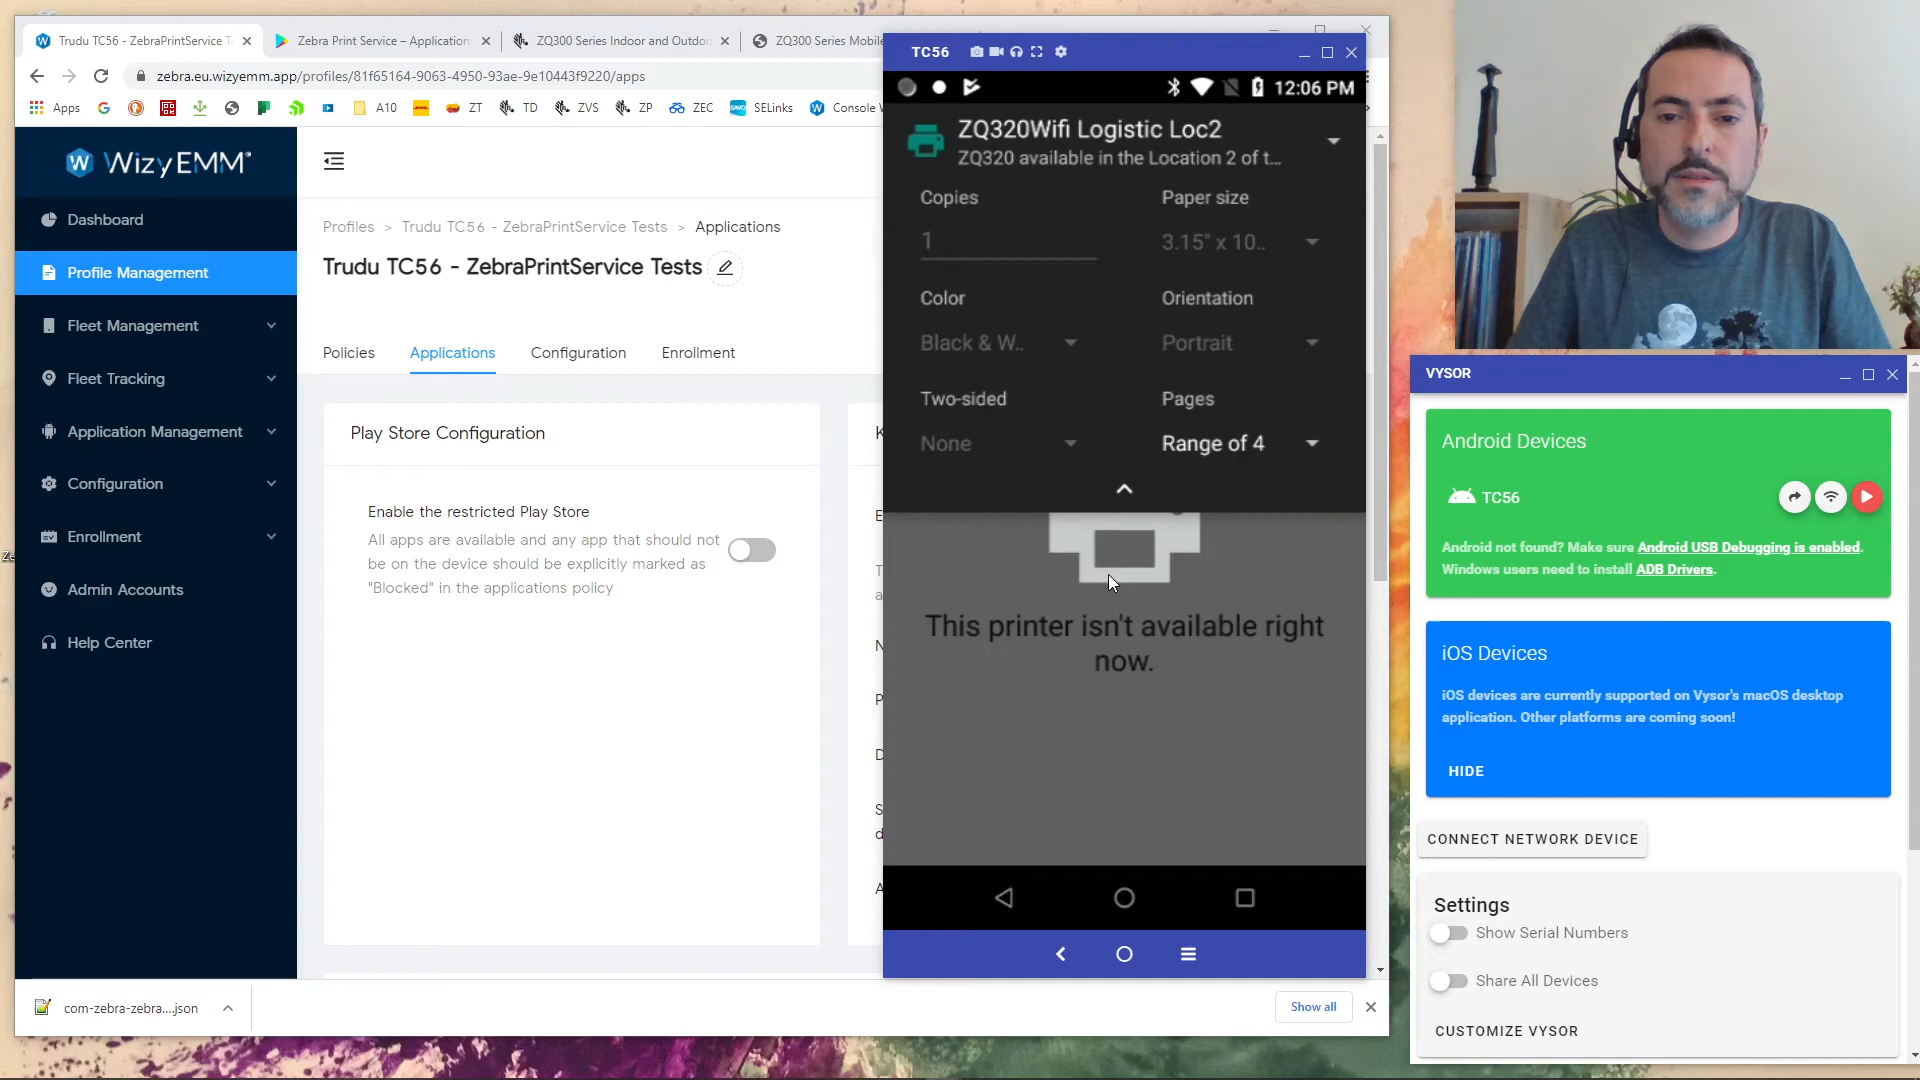 Trudu TC56 - ZebraPrintService T
Zebra Print Service – Application
ZQ300 Series Indoor and Outdoo
ZQ300 Series Mobile
zebra.eu.wizyemm.app/profiles/81f65164-9063-4950-93ae-9e10443f9220/apps
Apps
A10
ZT
TD
ZVS
ZP
ZEC
SELinks
Console
WizyEMM
Dashboard
Profile Management
Fleet Management
Fleet Tracking
Application Management
Configuration
Enrollment
Admin Accounts
Help Center
Profiles > Trudu TC56 - ZebraPrintService Tests > Applications
Trudu TC56 - ZebraPrintService Tests
Policies
Applications
Configuration
Enrollment
Play Store Configuration
Enable the restricted Play Store
All apps are available and any app that should not
be on the device should be explicitly marked as
"Blocked" in the applications policy
TC56
12:06 PM
ZQ320Wifi Logistic Loc2
ZQ320 available in the Location 2 of t...
Copies
Paper size
1
3.15" x 10..
Color
Orientation
Black & W..
Portrait
Two-sided
Pages
None
Range of 4
This printer isn't available right
now.
VYSOR
Android Devices
TC56
Android not found? Make sure Android USB Debugging is enabled.
Windows users need to install ADB Drivers.
iOS Devices
iOS devices are currently supported on Vysor's macOS desktop
application. Other platforms are coming soon!
HIDE
CONNECT NETWORK DEVICE
Settings
Show Serial Numbers
Share All Devices
CUSTOMIZE VYSOR
com-zebra-zebra....json
Show all